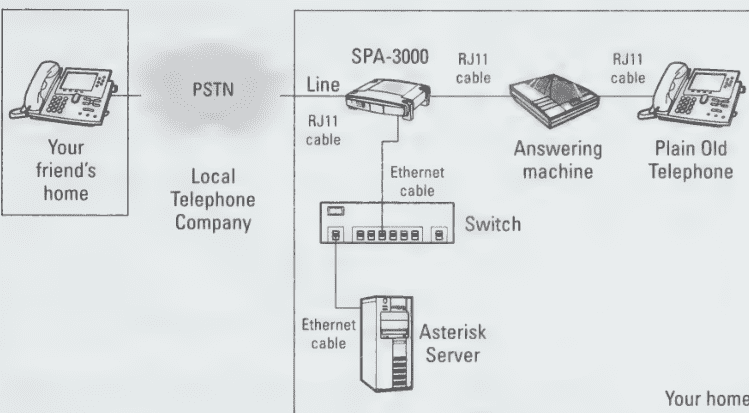 Your
friend's
home
PSTN
Local
Telephone
Company
Line
RJ11
cable
SPA-3000
RJ11
cable
Answering
machine
RJ11
cable
Plain Old
Telephone
Ethernet
cable
Switch
Ethernet
cable
Asterisk
Server
Your home